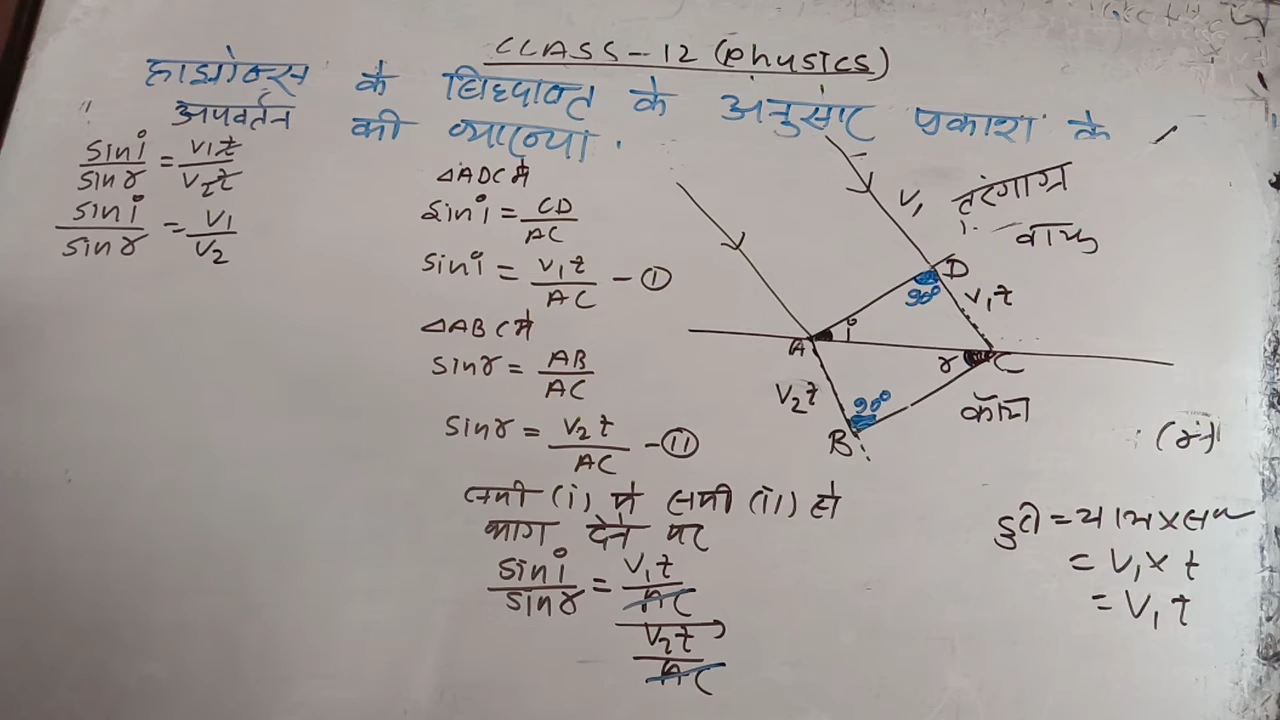 CLASS-12 (Physics)
हाइगेन्स के सिध्दान्त के अनुसार प्रकाश के
अपवर्तन की व्याख्या .
sin i / sin r = v₁t / v₂t
sin i / sin r = v₁ / v₂
△ADC में
sin i = CD / AC
sin i = v₁t / AC - (I)
△ABC में
sin r = AB / AC
sin r = v₂t / AC - (II)
समी (i) में समी (ii) से
भाग देने पर
sin i / sin r = v₁t / AC / v₂t / AC
v₁ तरंगाग्र
वायु
D
90°
v₁t
A i
r C
v₂t
90°
काँच
B
दुरी = चाल × समय
= v₁ × t
= v₁t